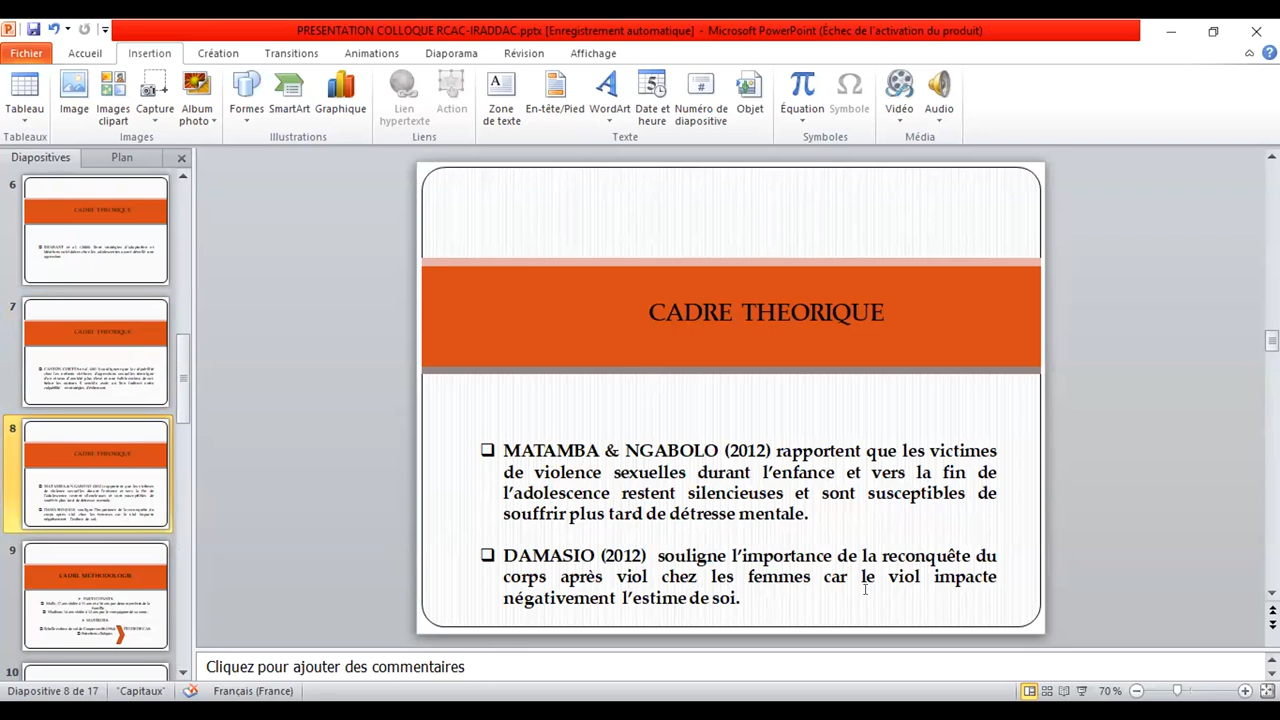 PRESENTATION COLLOQUE RCAC-IRADDAC.pptx [Enregistrement automatique] - Microsoft PowerPoint (Échec de l'activation du produit)
Fichier Accueil Insertion Création Transitions Animations Diaporama Révision Affichage
Tableau Image Images clipart Capture Album photo Formes SmartArt Graphique Lien hypertexte Action Zone de texte En-tête/Pied WordArt Date et heure Numéro de diapositive Objet Équation Symbole Vidéo Audio
Tableaux Images Illustrations Liens Texte Symboles Média
Diapositives Plan
6
CADRE THEORIQUE
7
CADRE THEORIQUE
8
CADRE THEORIQUE
9
CADRE METHODOLOGIE
10
CADRE THEORIQUE
❑ MATAMBA & NGABOLO (2012) rapportent que les victimes
de violence sexuelles durant l'enfance et vers la fin de
l'adolescence restent silencieuses et sont susceptibles de
souffrir plus tard de détresse mentale.
❑ DAMASIO (2012) souligne l'importance de la reconquête du
corps après viol chez les femmes car le viol impacte
négativement l'estime de soi.
Cliquez pour ajouter des commentaires
Diapositive 8 de 17 "Capitaux" Français (France) 70 %